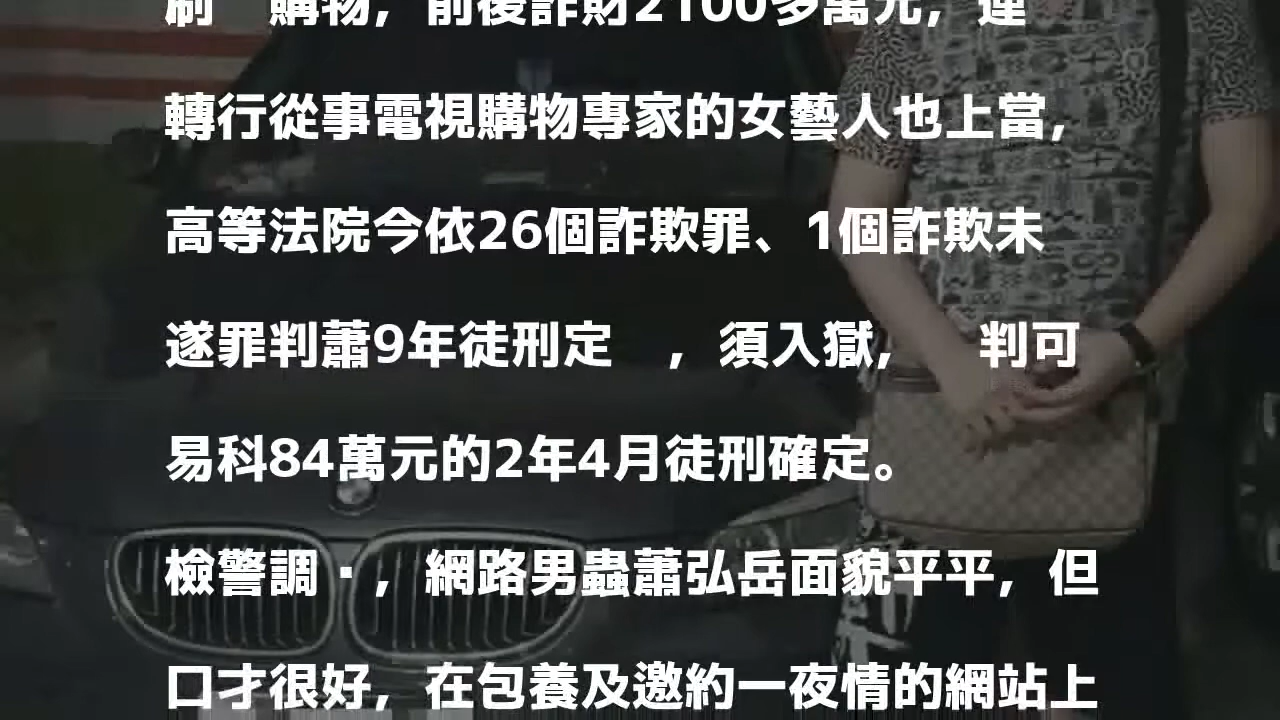 刷 購物，前後詐財2100多萬元，連
轉行從事電視購物專家的女藝人也上當，
高等法院今依26個詐欺罪、1個詐欺未
遂罪判蕭9年徒刑定 ，須入獄， 判可
易科84萬元的2年4月徒刑確定。
檢警調·，網路男蟲蕭弘岳面貌平平，但
口才很好，在包養及邀約一夜情的網站上